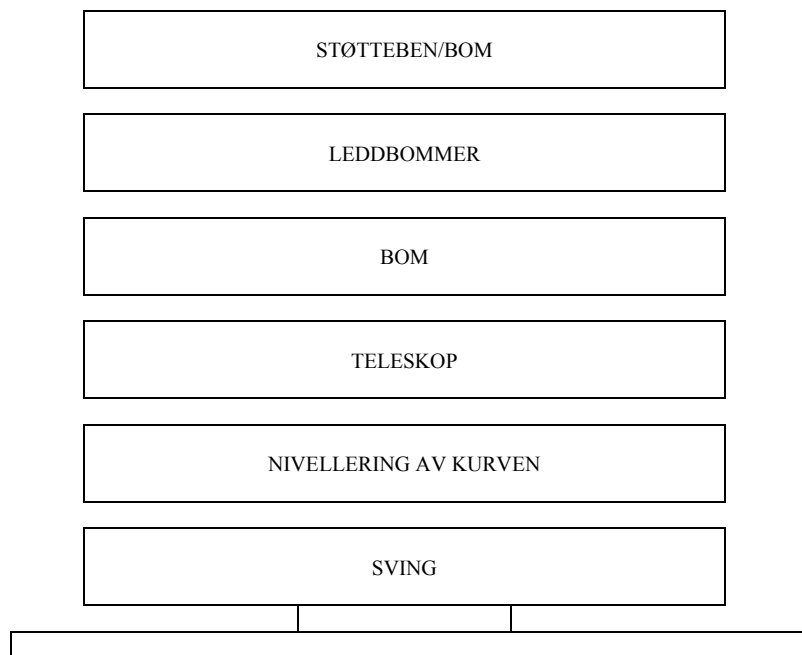 STØTTEBEN/BOM
LEDDBOMMER
BOM
TELESKOP
NIVELLERING AV KURVEN
SVING